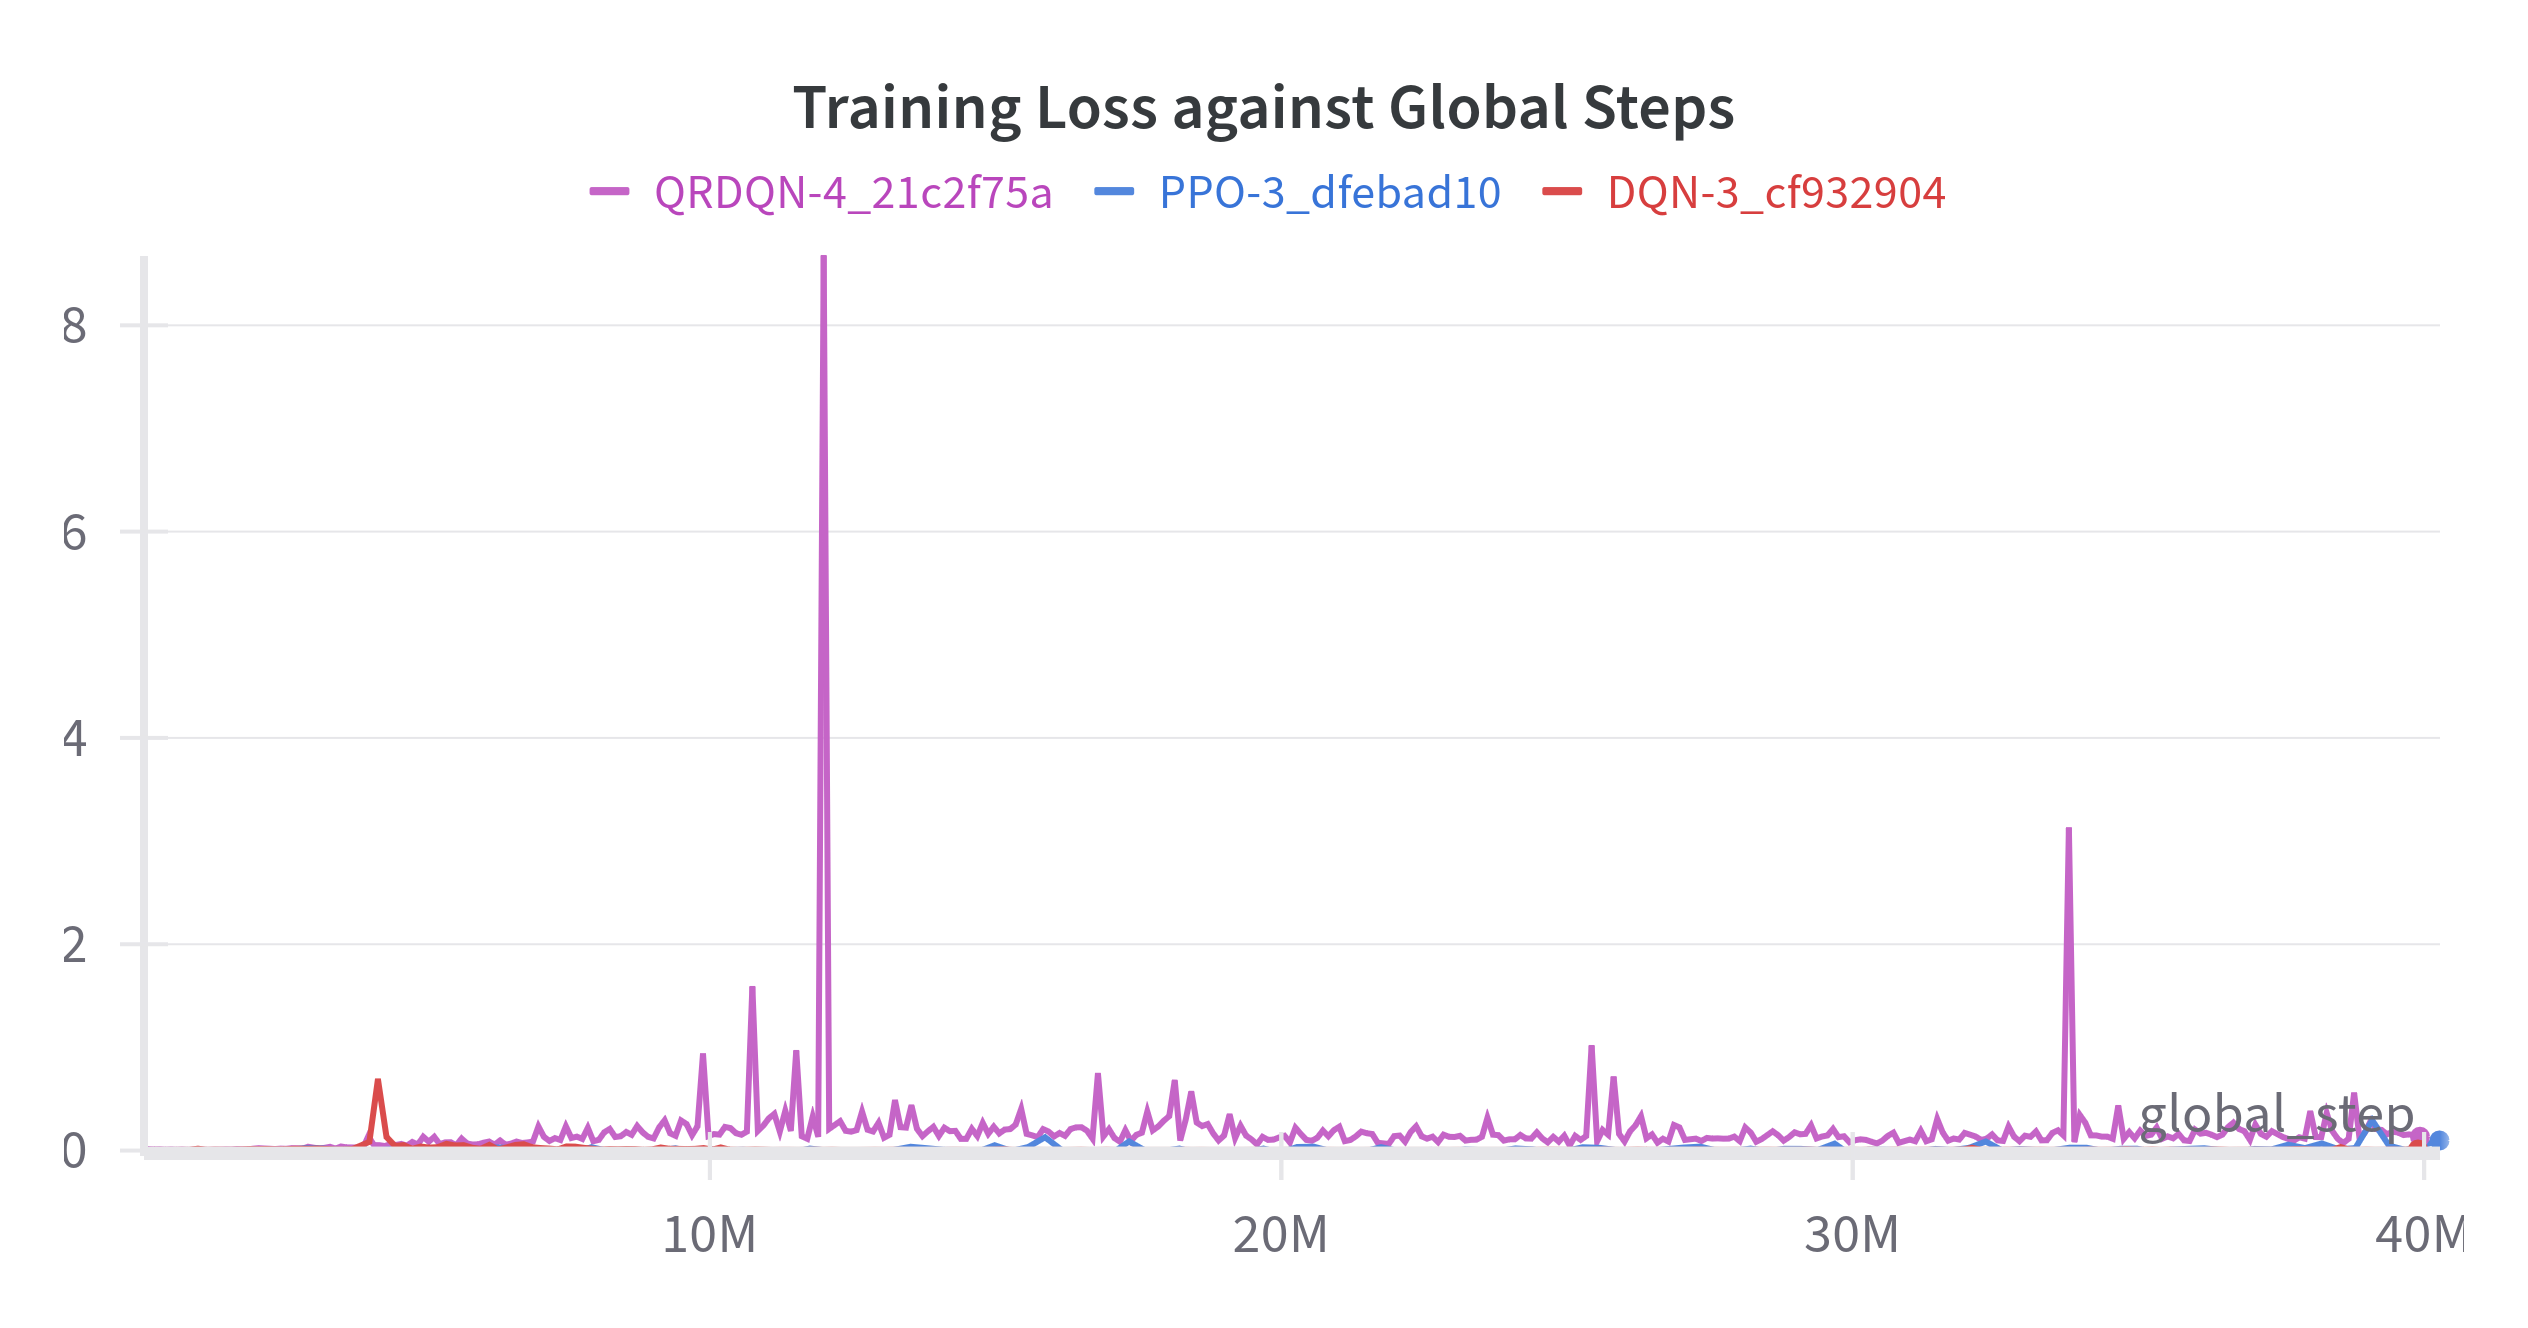 Training Loss against Global Steps
QRDQN-4_21c2f75a PPO-3_dfebad10 DQN-3_cf932904
8
6
4
2
0
global_step
10M 20M 30M 40M